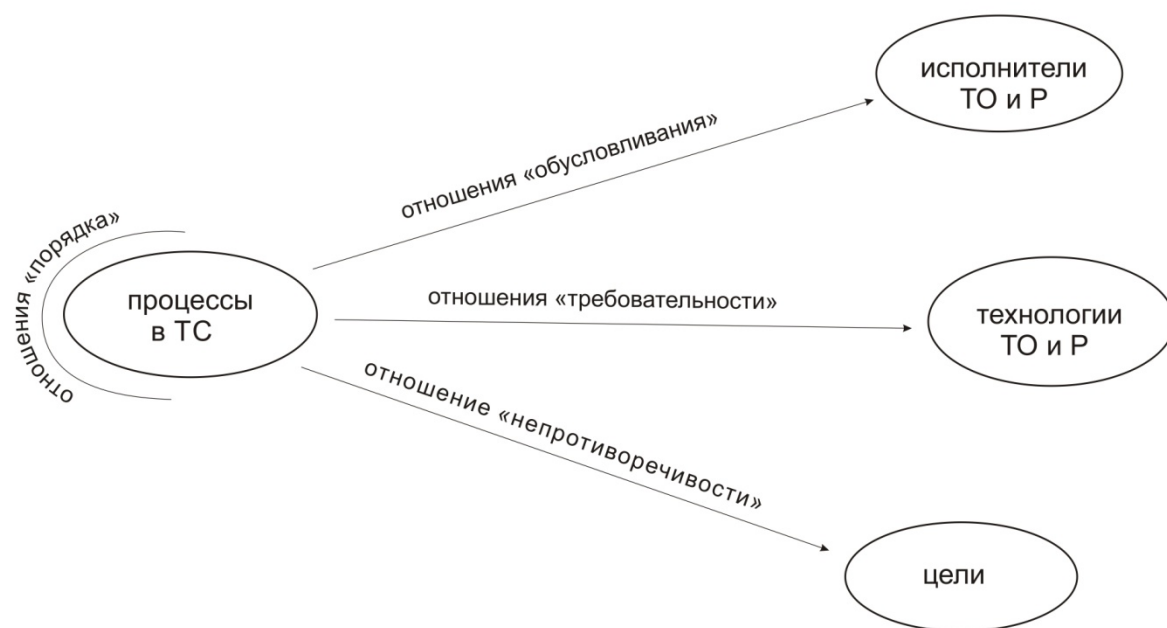 исполнители
ТО и Р
отношения «обусловливания»
отношения «порядка»
процессы
в ТС
отношения «требовательности»
технологии
ТО и Р
отношение «непротиворечивости»
цели